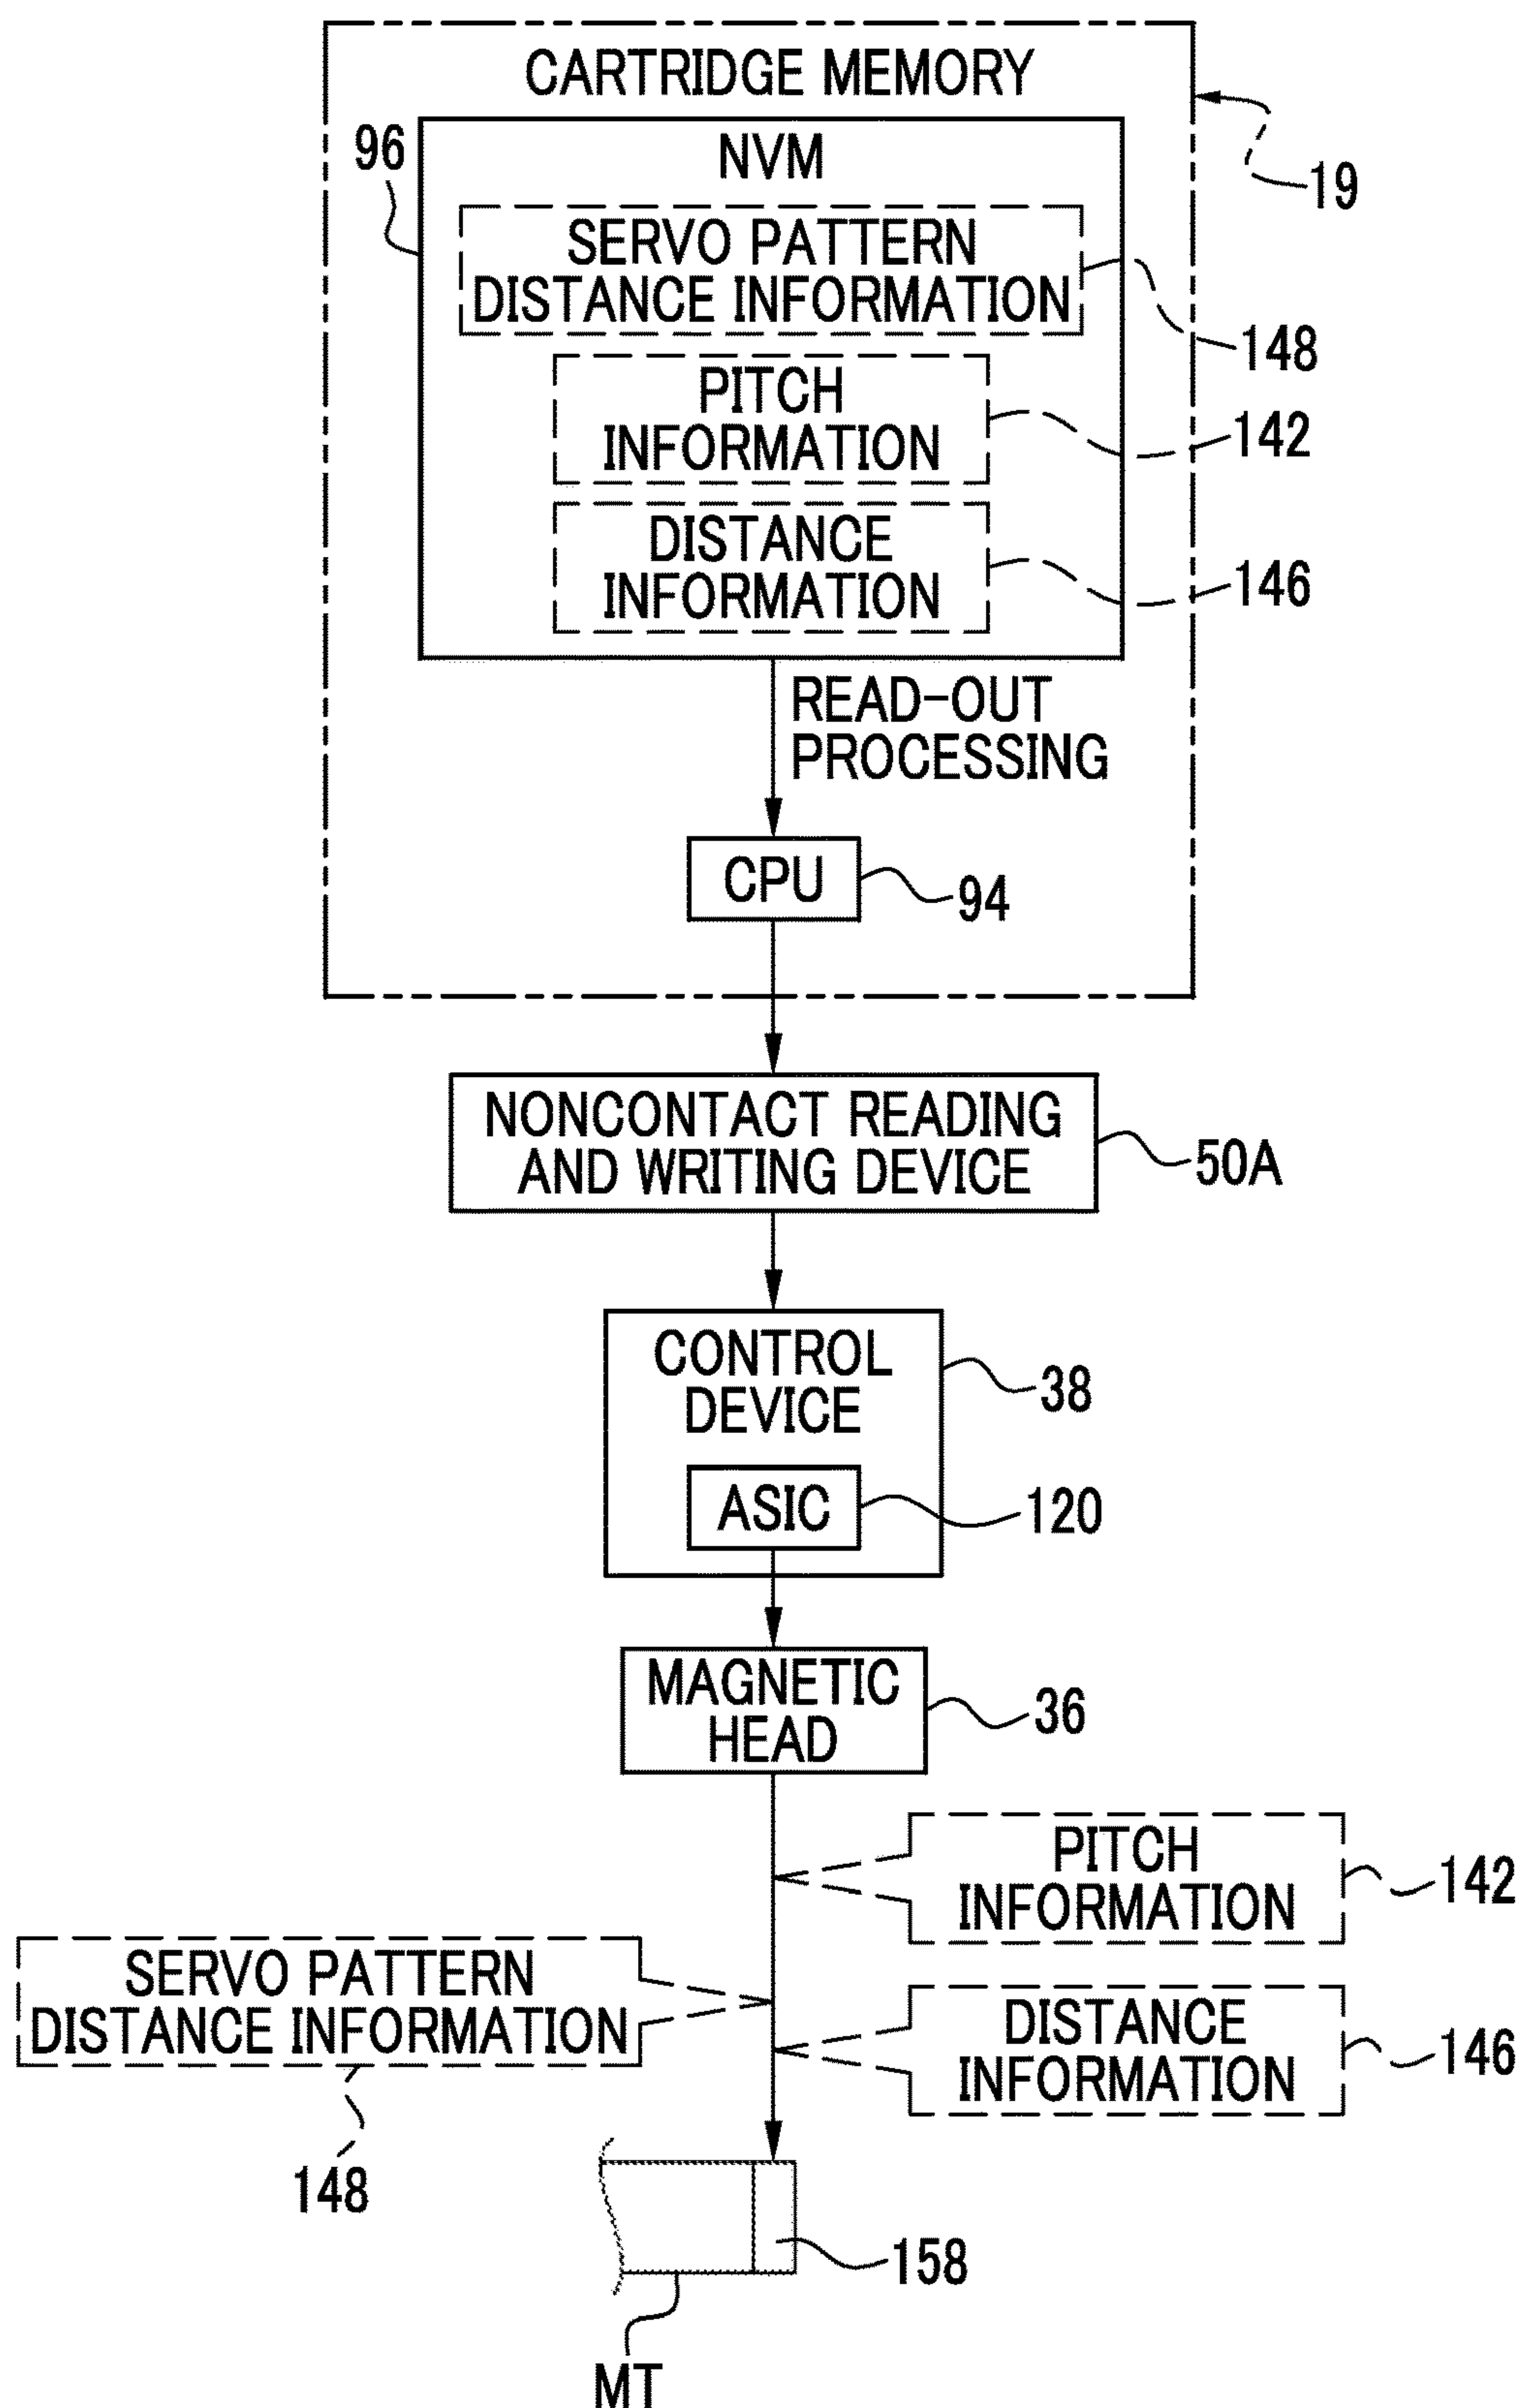 CARTRIDGE MEMORY
96
NVM
19
SERVO PATTERN
DISTANCE INFORMATION
148
PITCH
INFORMATION
142
DISTANCE
INFORMATION
146
READ-OUT
PROCESSING
CPU
94
NONCONTACT READING
AND WRITING DEVICE
50A
CONTROL
DEVICE
38
ASIC
120
MAGNETIC
HEAD
36
PITCH
INFORMATION
142
SERVO PATTERN
DISTANCE INFORMATION
148
DISTANCE
INFORMATION
146
158
MT